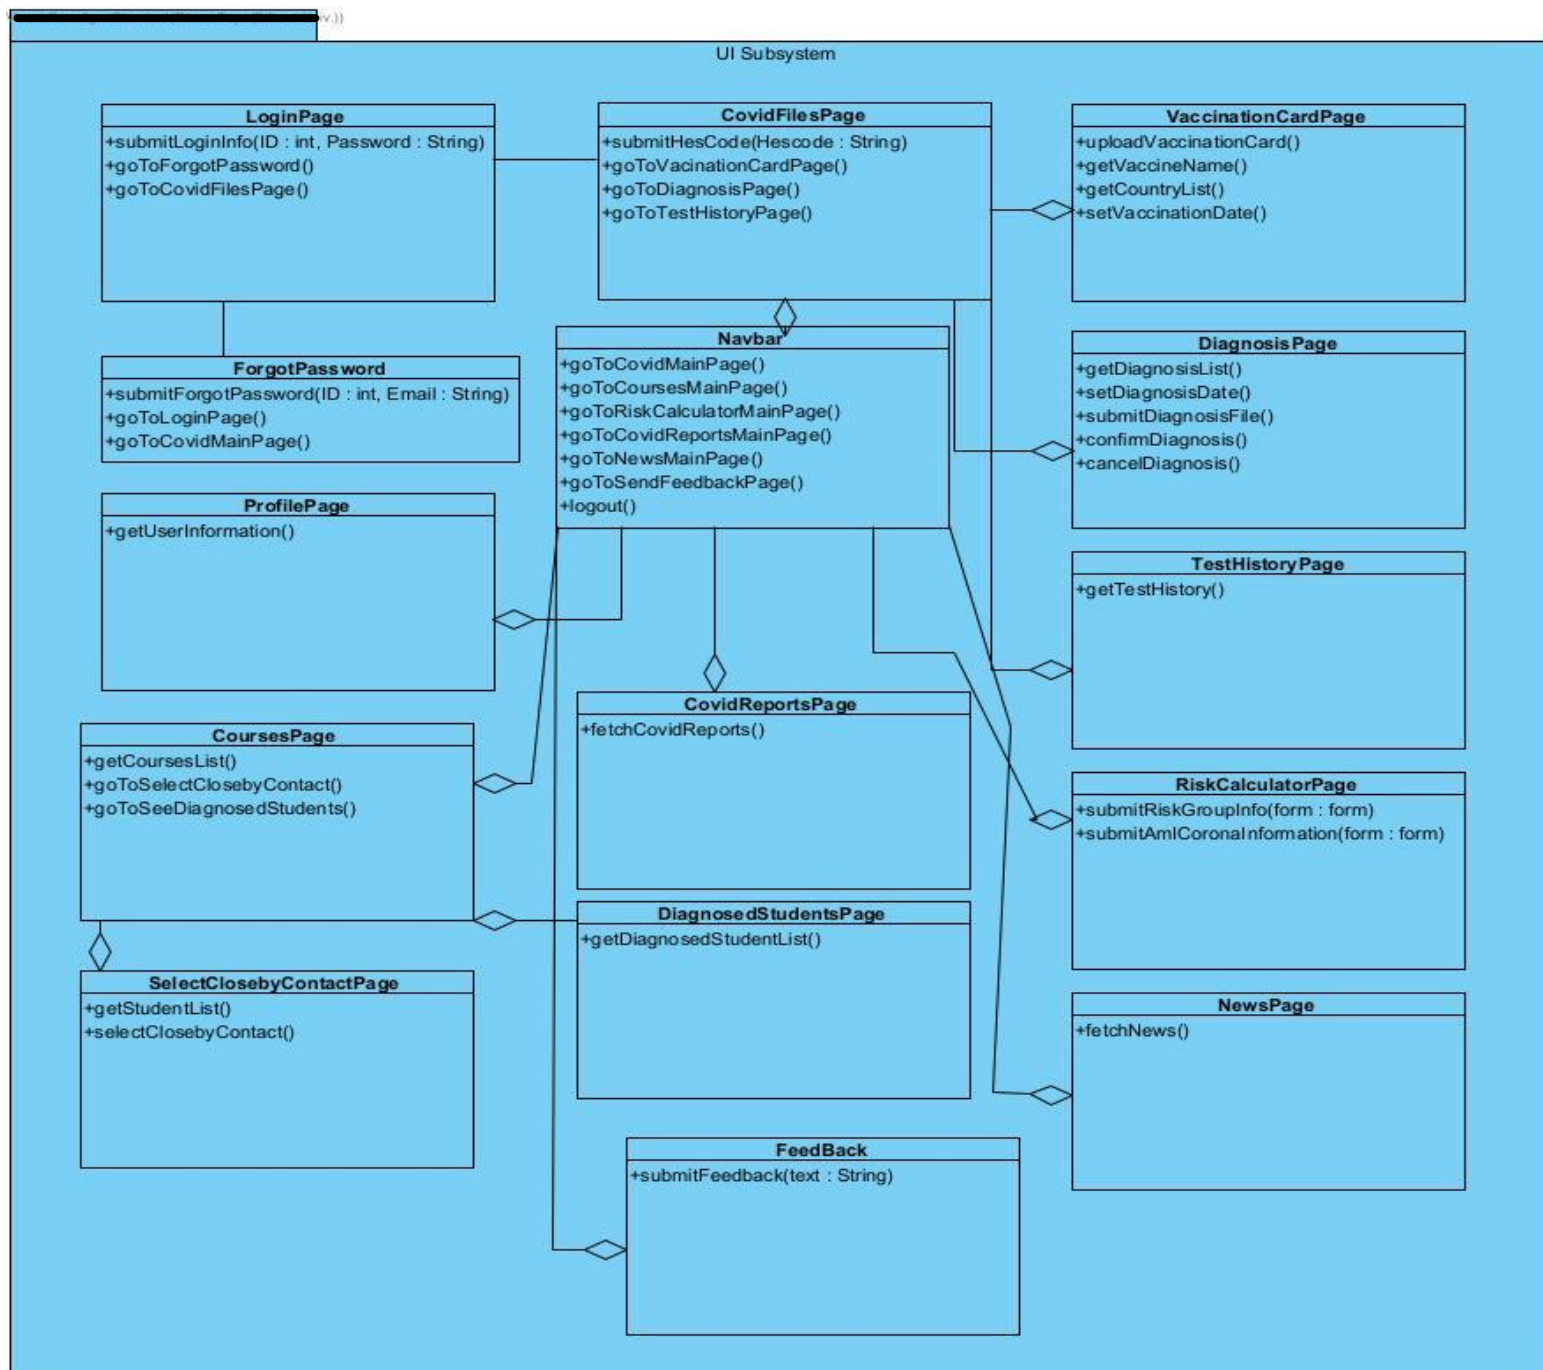 v.))
UI Subsystem
LoginPage
+submitLoginInfo(ID : int, Password : String)
+goToForgotPassword()
+goToCovidFilesPage()
CovidFilesPage
+submitHesCode(Hescode : String)
+goToVacinationCardPage()
+goToDiagnosisPage()
+goToTestHistoryPage()
VaccinationCardPage
+uploadVaccinationCard()
+getVaccineName()
+getCountryList()
+setVaccinationDate()
ForgotPassword
+submitForgotPassword(ID : int, Email : String)
+goToLoginPage()
+goToCovidMainPage()
Navbar
+goToCovidMainPage()
+goToCoursesMainPage()
+goToRiskCalculatorMainPage()
+goToCovidReportsMainPage()
+goToNewsMainPage()
+goToSendFeedbackPage()
+logout()
DiagnosisPage
+getDiagnosisList()
+setDiagnosisDate()
+submitDiagnosisFile()
+confirmDiagnosis()
+cancelDiagnosis()
ProfilePage
+getUserInformation()
TestHistoryPage
+getTestHistory()
CoursesPage
+getCoursesList()
+goToSelectClosebyContact()
+goToSeeDiagnosedStudents()
CovidReportsPage
+fetchCovidReports()
RiskCalculatorPage
+submitRiskGroupInfo(form : form)
+submitAmICoronaInformation(form : form)
DiagnosedStudentsPage
+getDiagnosedStudentList()
SelectClosebyContactPage
+getStudentList()
+selectClosebyContact()
NewsPage
+fetchNews()
FeedBack
+submitFeedback(text : String)